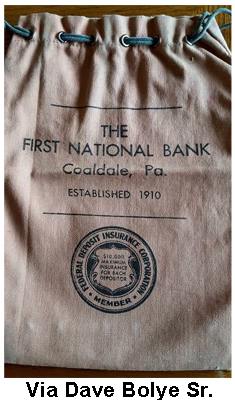 THE
FIRST NATIONAL BANK
Coaldale, Pa.
ESTABLISHED 1910
FEDERAL DEPOSIT INSURANCE CORPORATION
$10,000
MAXIMUM
INSURANCE
FOR EACH
DEPOSITOR
• MEMBER •
Via Dave Bolye Sr.